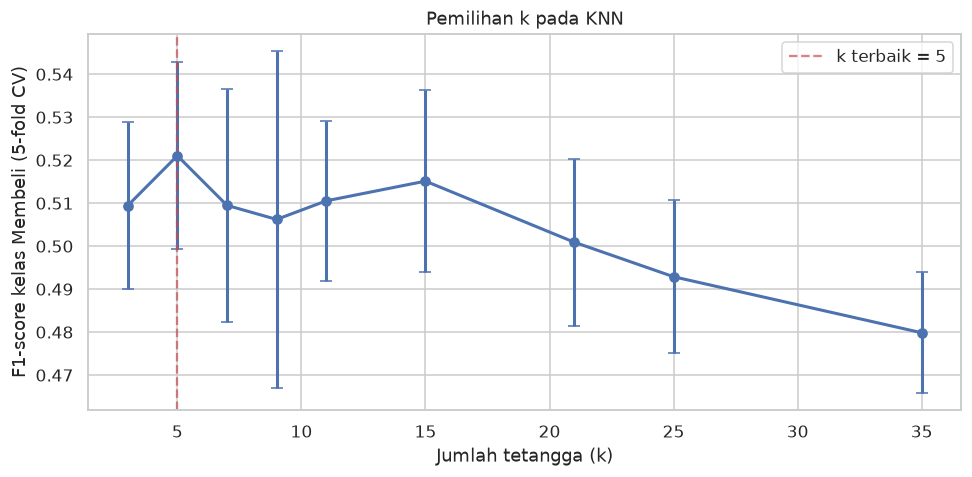 Pemilihan k pada KNN
k terbaik = 5
F1-score kelas Membeli (5-fold CV)
0.54
0.53
0.52
0.51
0.50
0.49
0.48
0.47
5 10 15 20 25 30 35
Jumlah tetangga (k)